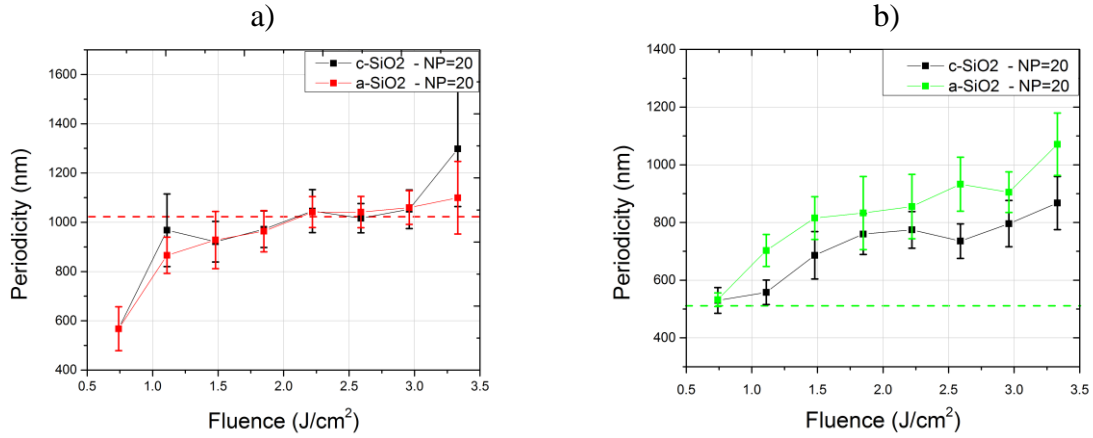 a)
c-SiO2 - NP=20
a-SiO2 - NP=20
1600
1400
1200
1000
800
600
400
0.5 1.0 1.5 2.0 2.5 3.0 3.5
Periodicity (nm)
Fluence (J/cm²)
b)
c-SiO2 - NP=20
a-SiO2 - NP=20
1400
1200
1000
800
600
400
0.5 1.0 1.5 2.0 2.5 3.0 3.5
Periodicity (nm)
Fluence (J/cm²)